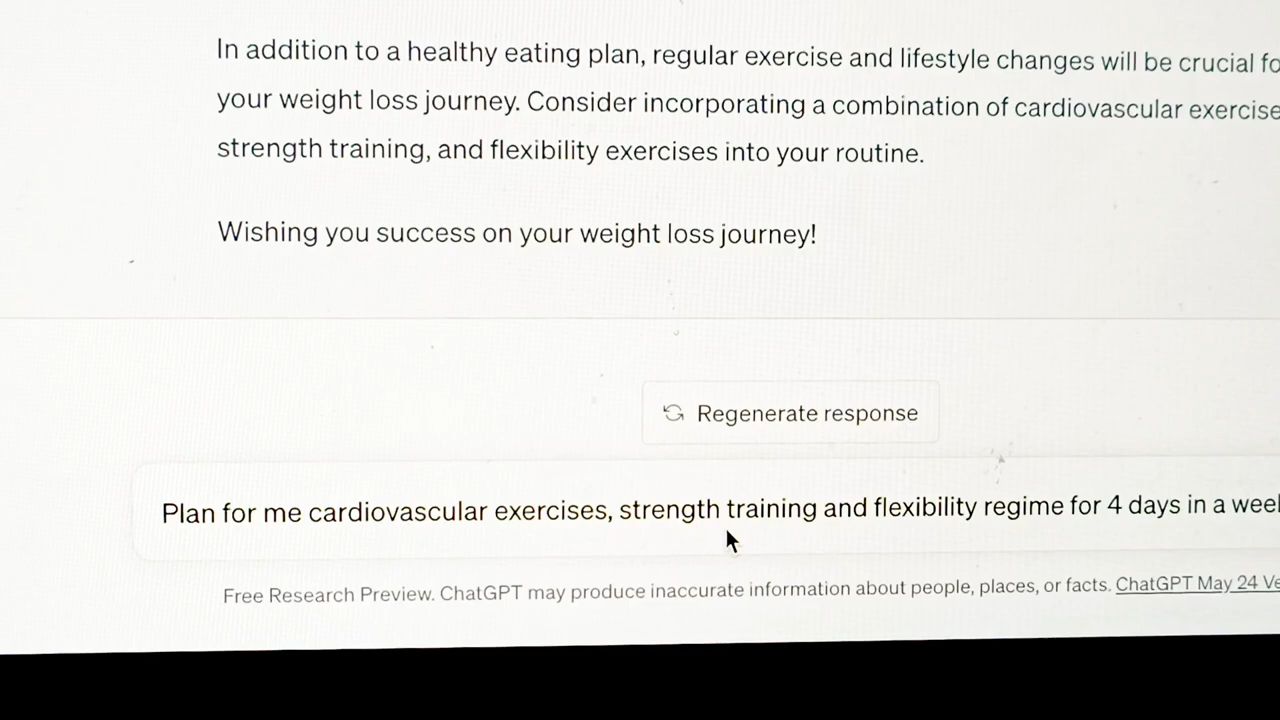 In addition to a healthy eating plan, regular exercise and lifestyle changes will be crucial fo
your weight loss journey. Consider incorporating a combination of cardiovascular exercise
strength training, and flexibility exercises into your routine.
Wishing you success on your weight loss journey!
Regenerate response
Plan for me cardiovascular exercises, strength training and flexibility regime for 4 days in a week
Free Research Preview. ChatGPT may produce inaccurate information about people, places, or facts. ChatGPT May 24 Ve